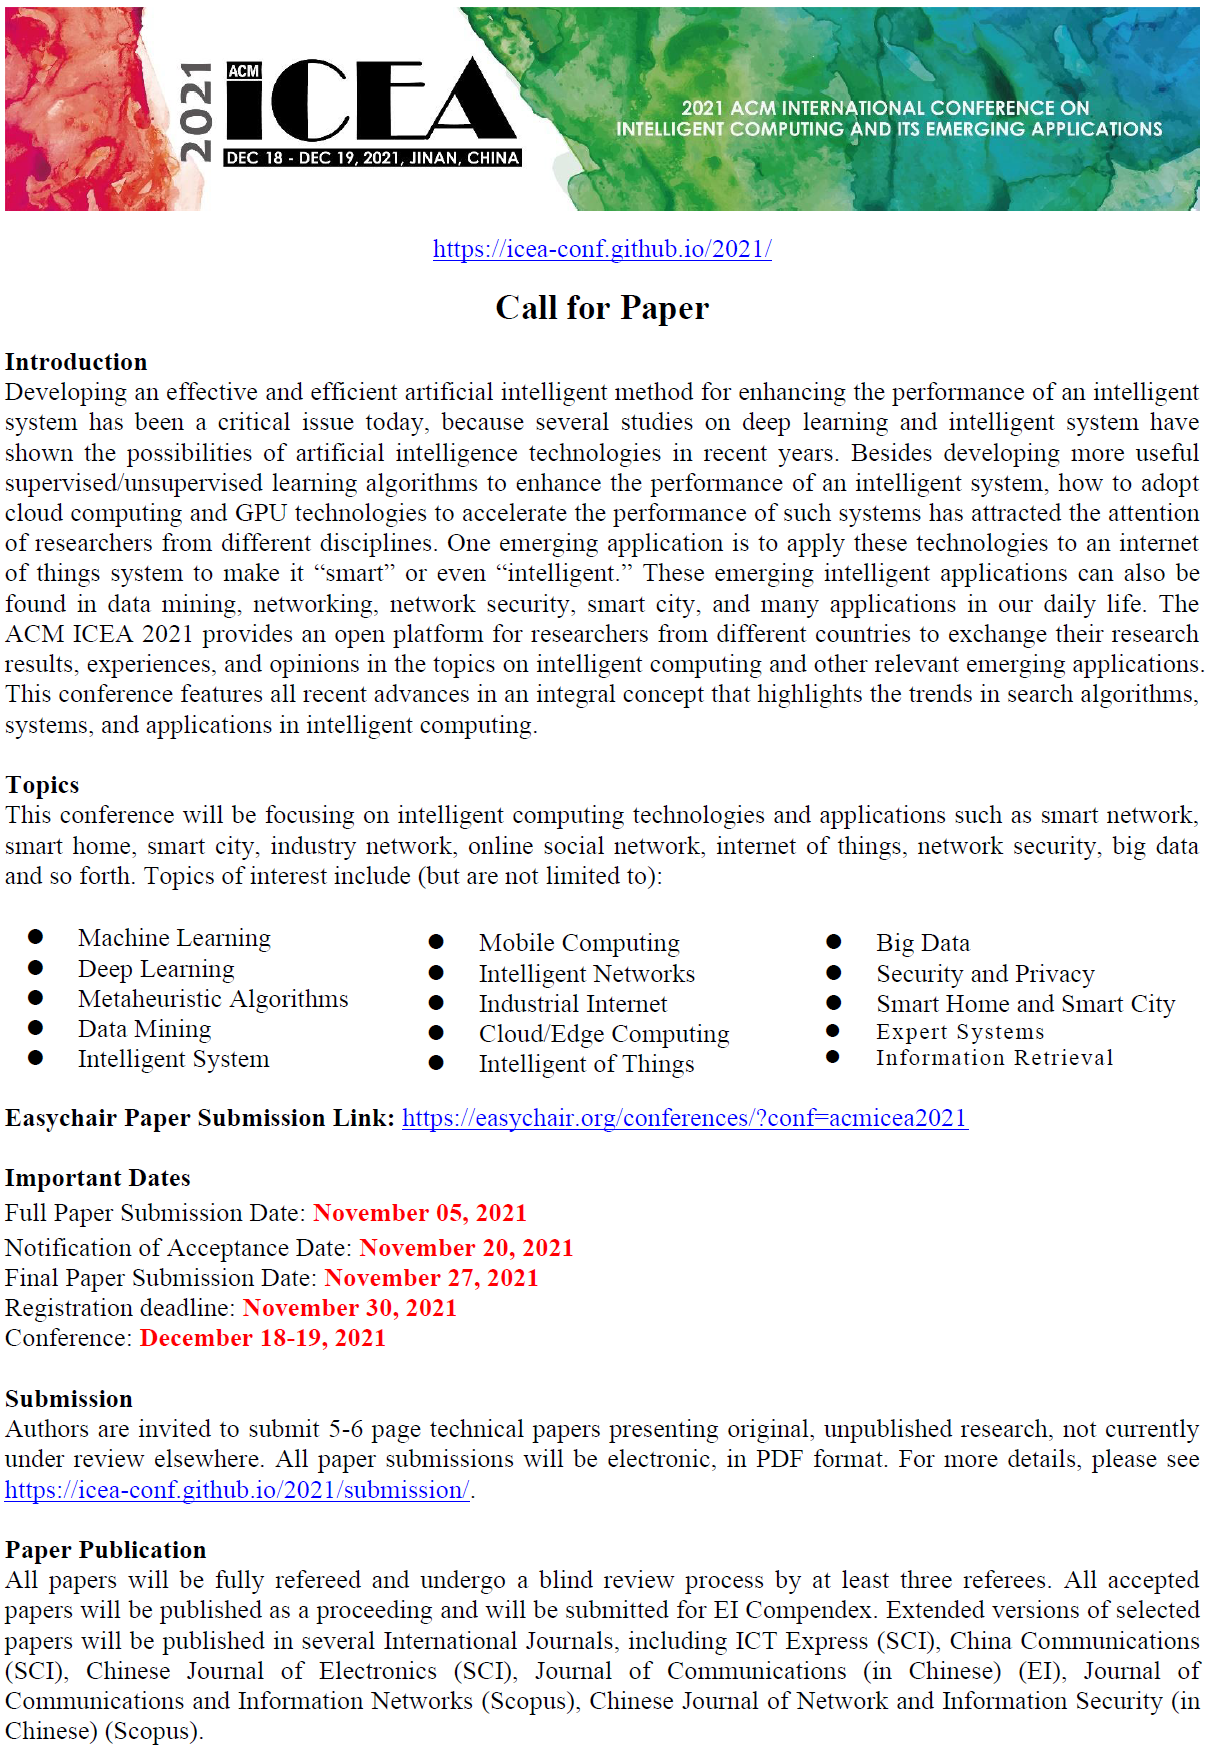 2021
ACM
iCEA
DEC 18 - DEC 19, 2021, JINAN, CHINA
2021 ACM INTERNATIONAL CONFERENCE ON
INTELLIGENT COMPUTING AND ITS EMERGING APPLICATIONS
https://icea-conf.github.io/2021/
Call for Paper
Introduction
Developing an effective and efficient artificial intelligent method for enhancing the performance of an intelligent
system has been a critical issue today, because several studies on deep learning and intelligent system have
shown the possibilities of artificial intelligence technologies in recent years. Besides developing more useful
supervised/unsupervised learning algorithms to enhance the performance of an intelligent system, how to adopt
cloud computing and GPU technologies to accelerate the performance of such systems has attracted the attention
of researchers from different disciplines. One emerging application is to apply these technologies to an internet
of things system to make it “smart” or even “intelligent.” These emerging intelligent applications can also be
found in data mining, networking, network security, smart city, and many applications in our daily life. The
ACM ICEA 2021 provides an open platform for researchers from different countries to exchange their research
results, experiences, and opinions in the topics on intelligent computing and other relevant emerging applications.
This conference features all recent advances in an integral concept that highlights the trends in search algorithms,
systems, and applications in intelligent computing.
Topics
This conference will be focusing on intelligent computing technologies and applications such as smart network,
smart home, smart city, industry network, online social network, internet of things, network security, big data
and so forth. Topics of interest include (but are not limited to):
● Machine Learning
● Deep Learning
● Metaheuristic Algorithms
● Data Mining
● Intelligent System
● Mobile Computing
● Intelligent Networks
● Industrial Internet
● Cloud/Edge Computing
● Intelligent of Things
● Big Data
● Security and Privacy
● Smart Home and Smart City
● Expert Systems
● Information Retrieval
Easychair Paper Submission Link: https://easychair.org/conferences/?conf=acmicea2021
Important Dates
Full Paper Submission Date: November 05, 2021
Notification of Acceptance Date: November 20, 2021
Final Paper Submission Date: November 27, 2021
Registration deadline: November 30, 2021
Conference: December 18-19, 2021
Submission
Authors are invited to submit 5-6 page technical papers presenting original, unpublished research, not currently
under review elsewhere. All paper submissions will be electronic, in PDF format. For more details, please see
https://icea-conf.github.io/2021/submission/.
Paper Publication
All papers will be fully refereed and undergo a blind review process by at least three referees. All accepted
papers will be published as a proceeding and will be submitted for EI Compendex. Extended versions of selected
papers will be published in several International Journals, including ICT Express (SCI), China Communications
(SCI), Chinese Journal of Electronics (SCI), Journal of Communications (in Chinese) (EI), Journal of
Communications and Information Networks (Scopus), Chinese Journal of Network and Information Security (in
Chinese) (Scopus).